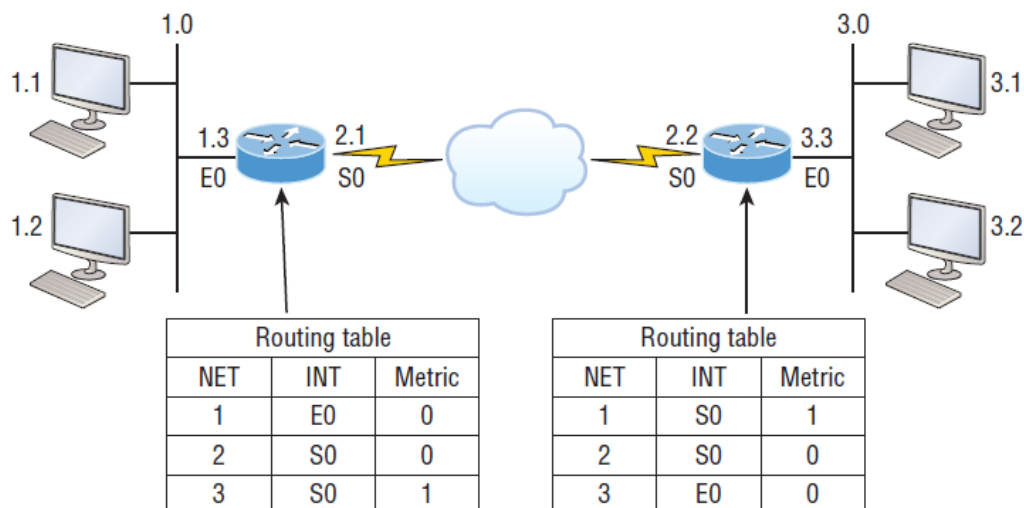 1.0
3.0
1.1
3.1
1.3
2.1
2.2
3.3
E0
S0
S0
E0
1.2
3.2
Routing table
NET INT Metric
1 E0 0
2 S0 0
3 S0 1
Routing table
NET INT Metric
1 S0 1
2 S0 0
3 E0 0